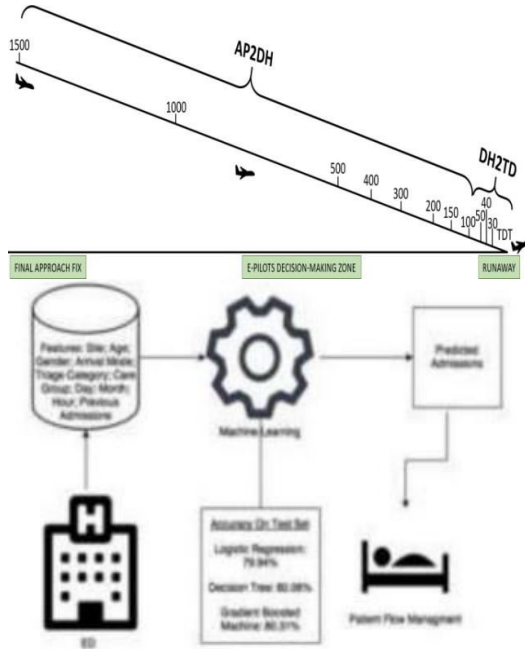 AP2DH
1500
1000
DH2TD
500
400
300
200
150
100
50
40
30
TDT
FINAL APPROACH FIX
E-PILOTS DECISION-MAKING ZONE
RUNAWAY
Features: Site; Age;
Gender; Arrival Mode;
Triage Category; Care
Group; Day; Month;
Hour; Previous
Admissions
Machine Learning
Predicted
Admissions
Accuracy On Test Set
Logistic Regression:
79.94%
Decision Tree: 80.06%
Gradient Boosted
Machine: 80.31%
ED
Patient Flow Managment